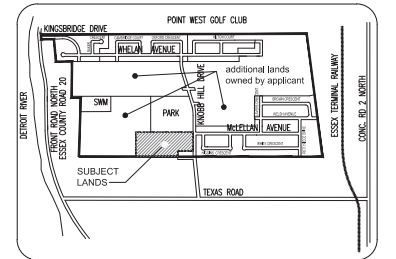 POINT WEST GOLF CLUB
KINGSBRIDGE DRIVE
WHELAN AVENUE
additional lands
owned by applicant
SWM
PARK
KNOBB HILL DRIVE
McLELLAN AVENUE
SUBJECT
LANDS
TEXAS ROAD
DETROIT RIVER
FRONT ROAD NORTH
ESSEX COUNTY ROAD 20
ESSEX TERMINAL RAILWAY
CONC. RD 2 NORTH